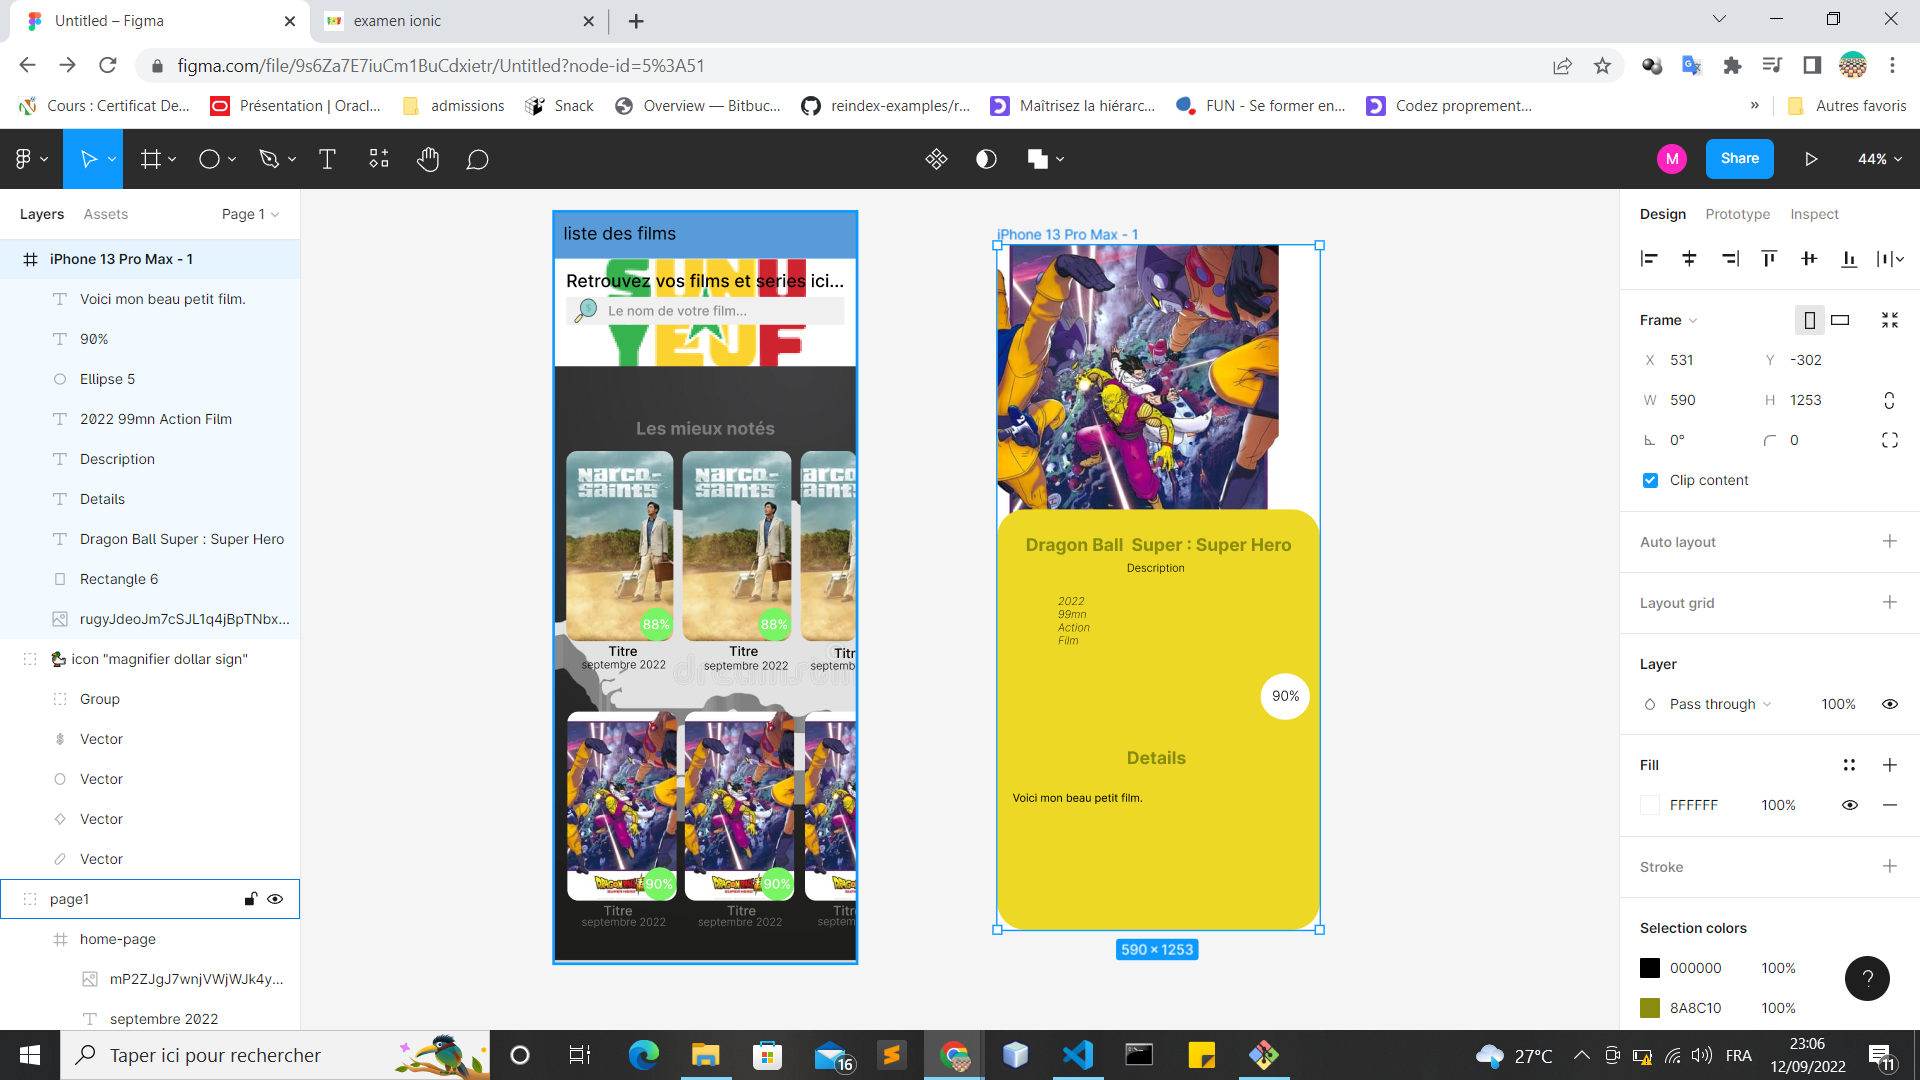 Untitled – Figma
examen ionic
figma.com/file/9s6Za7E7iuCm1BuCdxietr/Untitled?node-id=5%3A51
Cours : Certificat De...
Présentation | Oracl...
admissions
Snack
Overview — Bitbuc...
reindex-examples/r...
Maîtrisez la hiérarc...
FUN - Se former en...
Codez proprement...
»
Autres favoris
M
Share
44%
Layers
Assets
Page 1
iPhone 13 Pro Max - 1
Voici mon beau petit film.
90%
Ellipse 5
2022 99mn Action Film
Description
Details
Dragon Ball Super : Super Hero
Rectangle 6
rugyJdeoJm7cSJL1q4jBpTNbx...
icon "magnifier dollar sign"
Group
Vector
Vector
Vector
Vector
page1
home-page
mP2ZJgJ7wnjVWjWJk4y...
septembre 2022
liste des films
SUNU
Retrouvez vos films et series ici...
Le nom de votre film...
YEUF
Les mieux notés
NARCO-SAINTS
NARCO-SAINTS
88%
88%
Titre
Titre
Titr
septembre 2022
septembre 2022
septemb
90%
90%
Titre
Titre
Titr
septembre 2022
septembre 2022
septem
iPhone 13 Pro Max - 1
Dragon Ball Super : Super Hero
Description
2022
99mn
Action
Film
90%
Details
Voici mon beau petit film.
590 × 1253
Design
Prototype
Inspect
Frame
X 531
Y -302
W 590
H 1253
0°
0
Clip content
Auto layout
Layout grid
Layer
Pass through
100%
Fill
FFFFFF
100%
Stroke
Selection colors
000000
100%
8A8C10
100%
?
Taper ici pour rechercher
16
27°C
FRA
23:06
12/09/2022
11